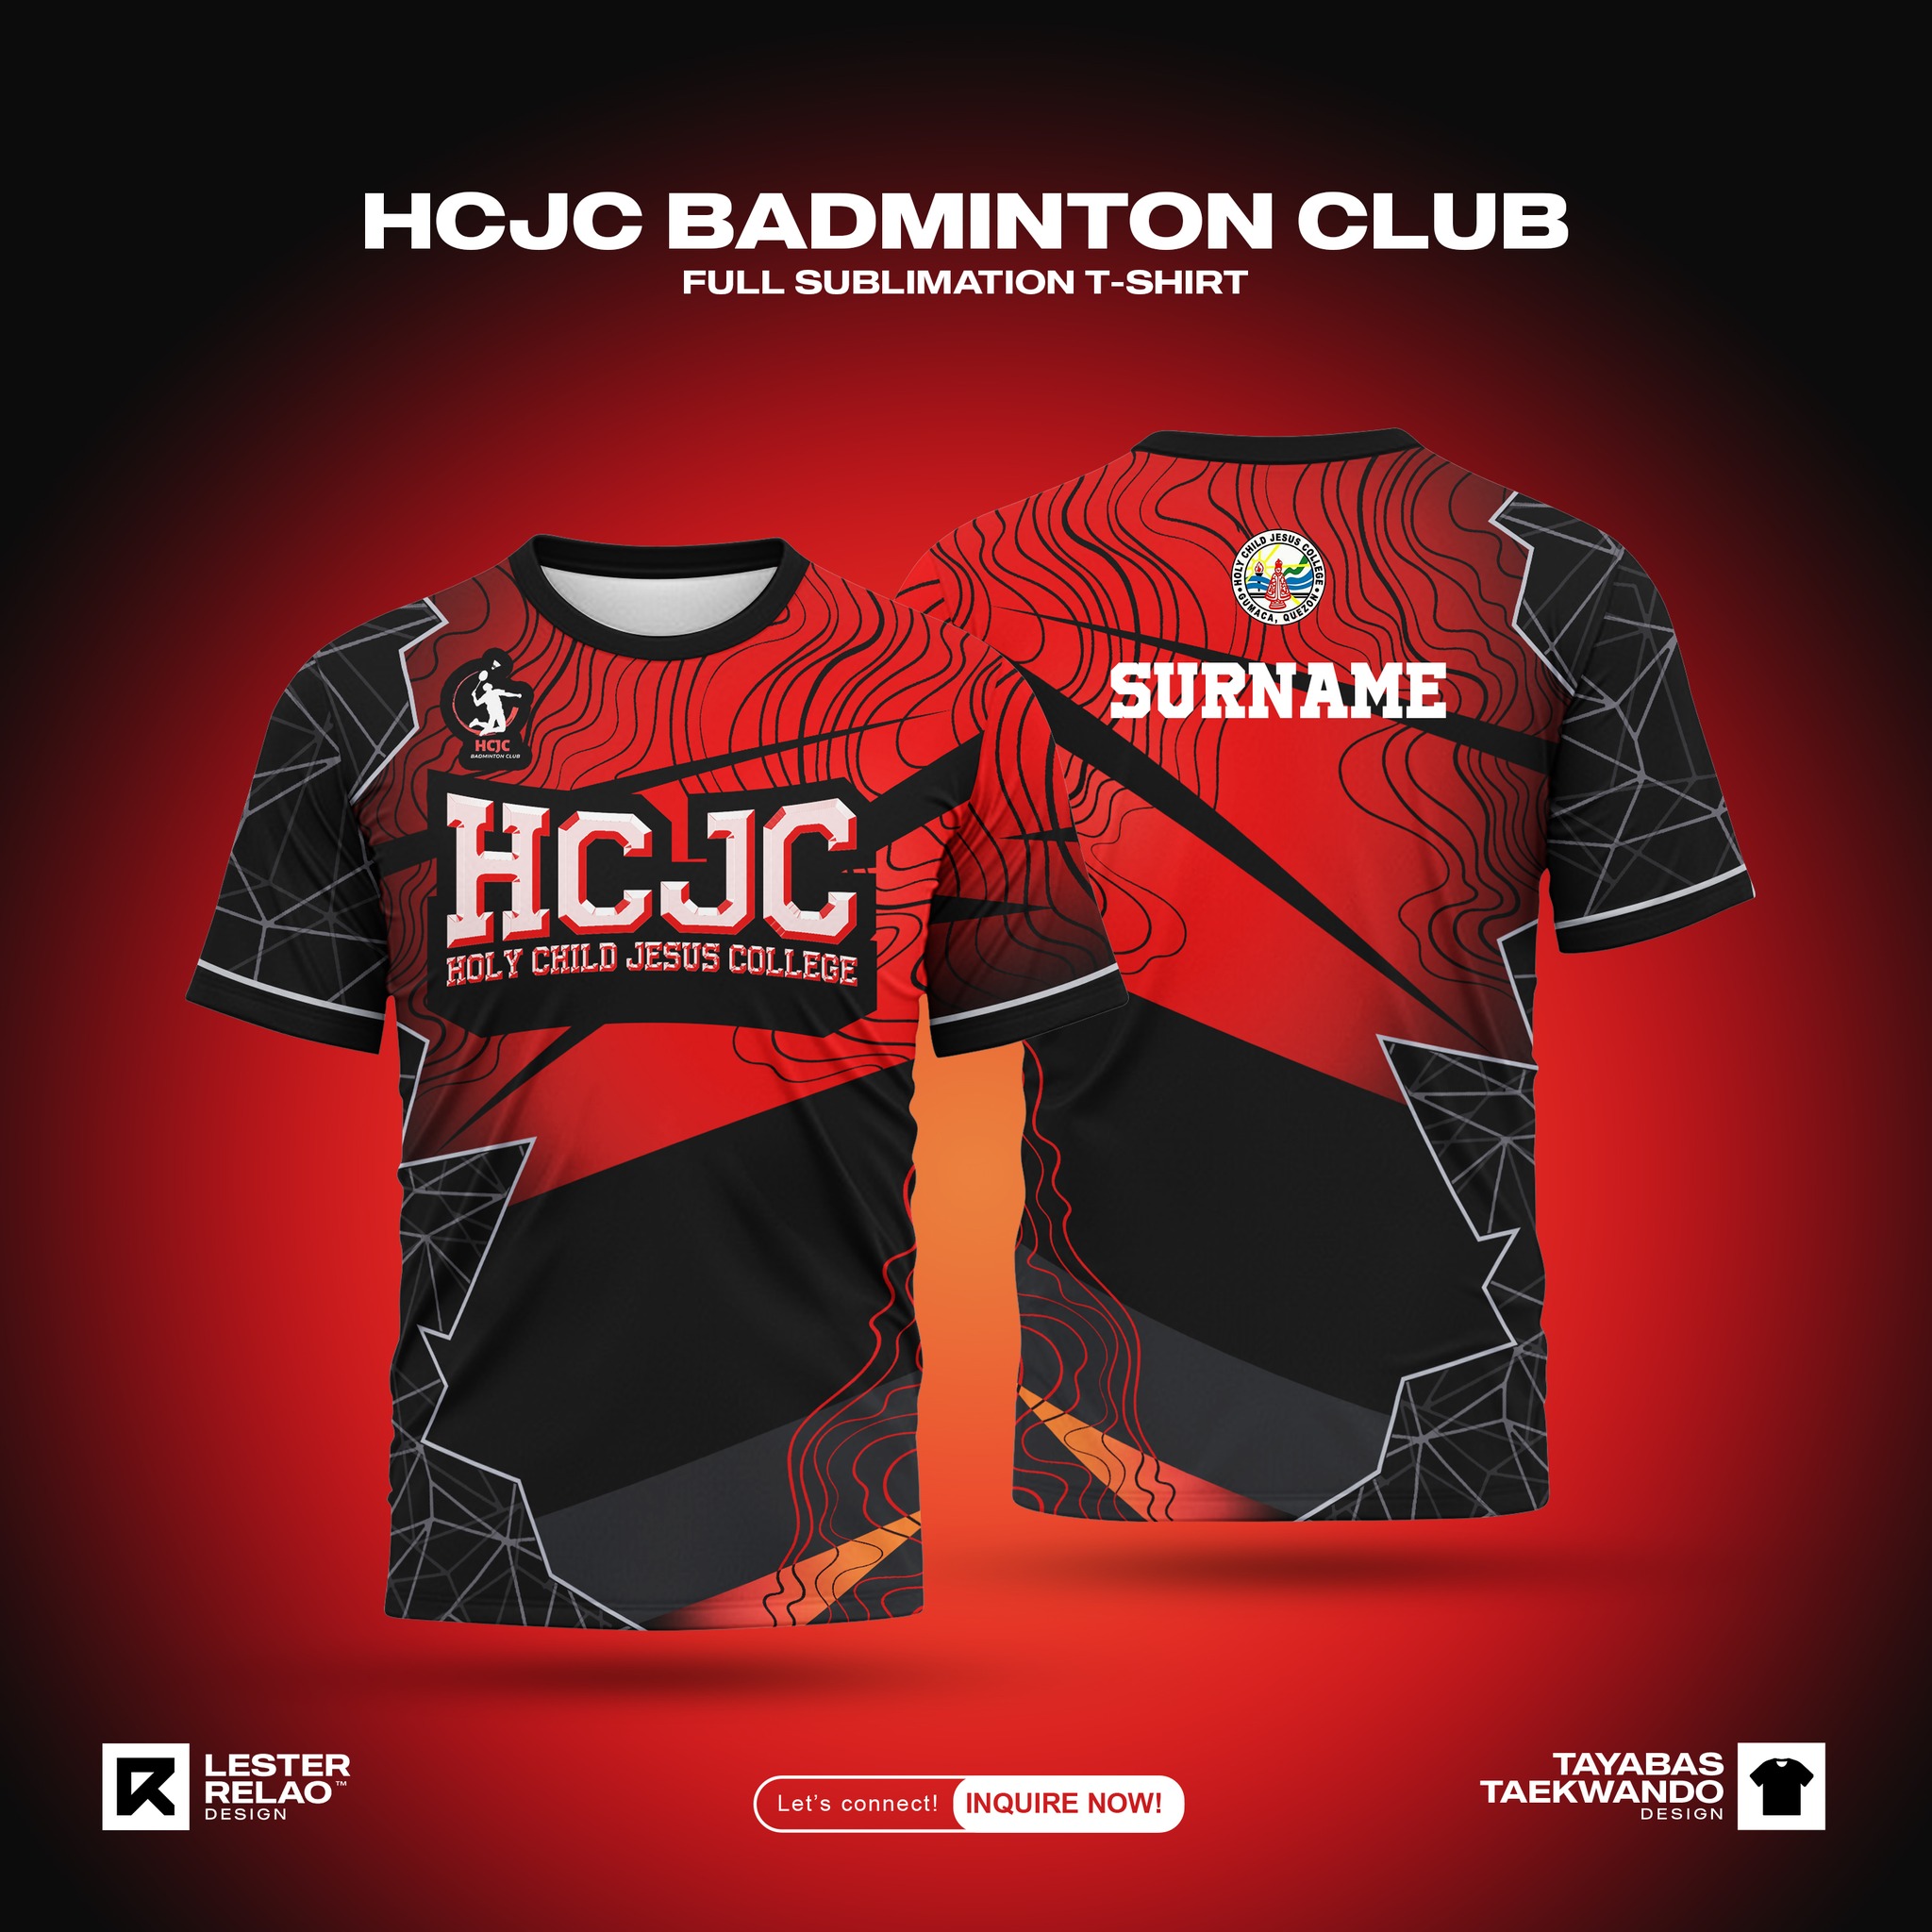 HCJC BADMINTON CLUB
FULL SUBLIMATION T-SHIRT
HOLY CHILD JESUS COLLEGE
GUMACA, QUEZON
SURNAME
HCJC
BADMINTON CLUB
HCJC
HOLY CHILD JESUS COLLEGE
LESTER
RELAO™
DESIGN
Let's connect!
INQUIRE NOW!
TAYABAS
TAEKWANDO
DESIGN